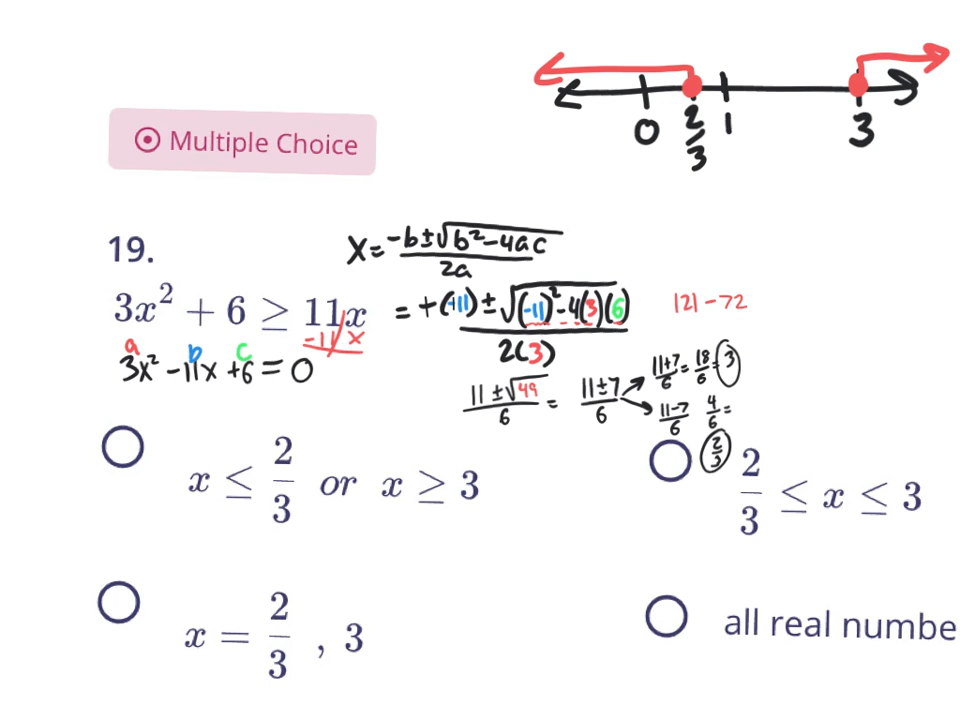 0 2/3 1 3
Multiple Choice
19.
x = (-b ± √(b² - 4ac)) / 2a
3x² + 6 ≥ 11x
-11x
= +(+11) ± √((-11)² - 4(3)(6)) / 2(3)
121 - 72
a b c
3x² - 11x + 6 = 0
(11 ± √49) / 6 = (11 ± 7) / 6
(11+7)/6 = 18/6 = 3
(11-7)/6 4/6 =
2/3
x ≤ 2/3 or x ≥ 3
2/3 ≤ x ≤ 3
x = 2/3 , 3
all real numbe